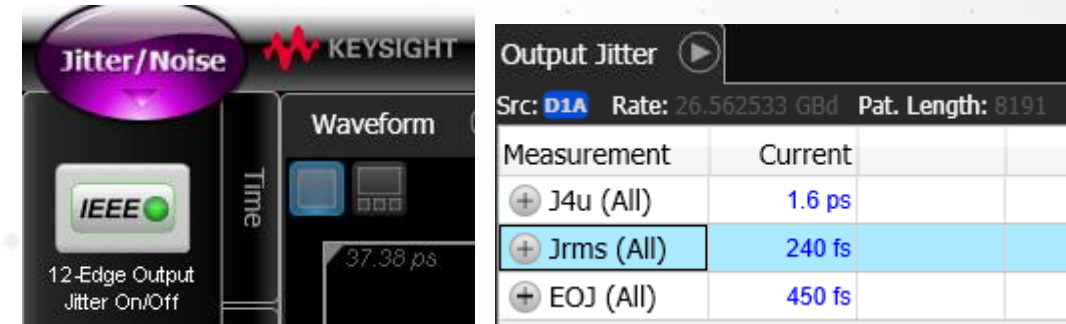 Jitter/Noise
KEYSIGHT
Waveform
Time
IEEE
37.38 ps
12-Edge Output
Jitter On/Off
Output Jitter
Src: D1A Rate: 26.562533 GBd Pat. Length: 8191
Measurement Current
J4u (All) 1.6 ps
Jrms (All) 240 fs
EOJ (All) 450 fs